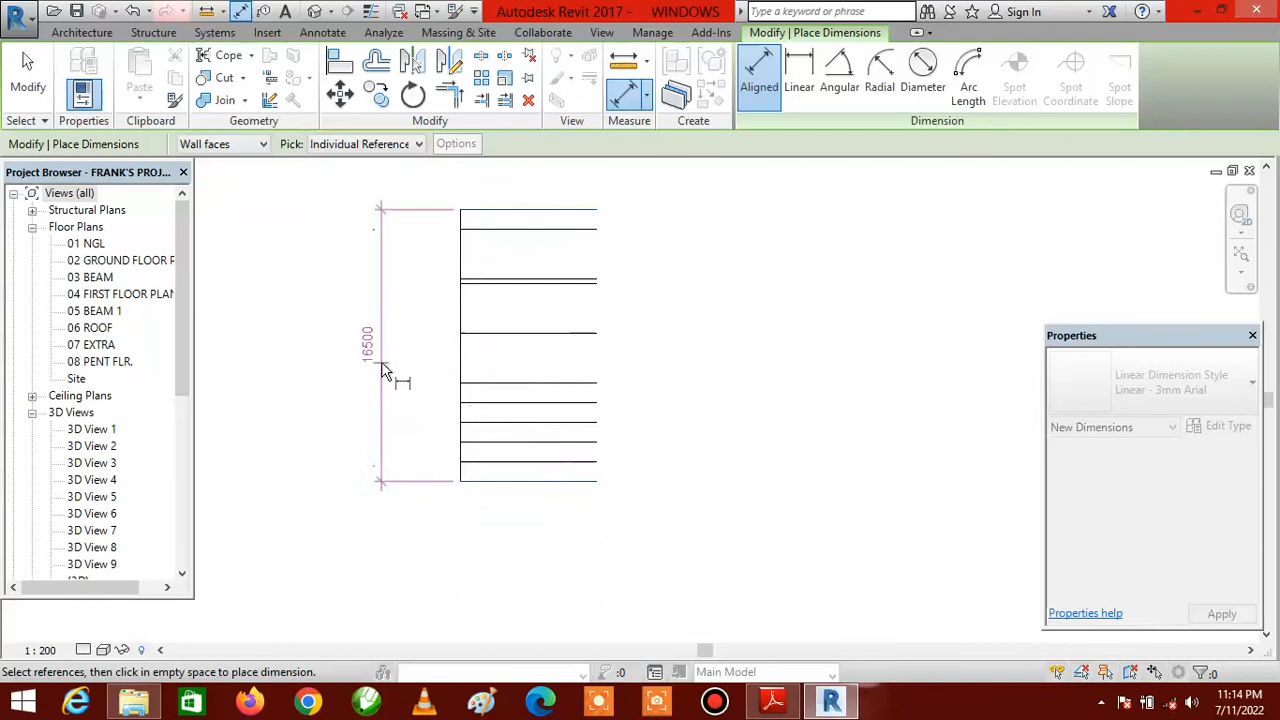 Autodesk Revit 2017 - WINDOWS
Type a keyword or phrase
Sign In
Architecture Structure Systems Insert Annotate Analyze Massing & Site Collaborate View Manage Add-Ins Modify | Place Dimensions
Modify Paste Cope Cut Join Aligned Linear Angular Radial Diameter Arc Length Spot Elevation Spot Coordinate Spot Slope
Select Properties Clipboard Geometry Modify View Measure Create Dimension
Modify | Place Dimensions Wall faces Pick: Individual Reference Options
Project Browser - FRANK'S PROJ...
Views (all)
Structural Plans
Floor Plans
01 NGL
02 GROUND FLOOR P
03 BEAM
04 FIRST FLOOR PLAN
05 BEAM 1
06 ROOF
07 EXTRA
08 PENT FLR.
Site
Ceiling Plans
3D Views
3D View 1
3D View 2
3D View 3
3D View 4
3D View 5
3D View 6
3D View 7
3D View 8
3D View 9
16500
2D
Properties
Linear Dimension Style
Linear - 3mm Arial
New Dimensions Edit Type
Properties help Apply
1 : 200
Select references, then click in empty space to place dimension. :0 Main Model :0
11:14 PM
7/11/2022